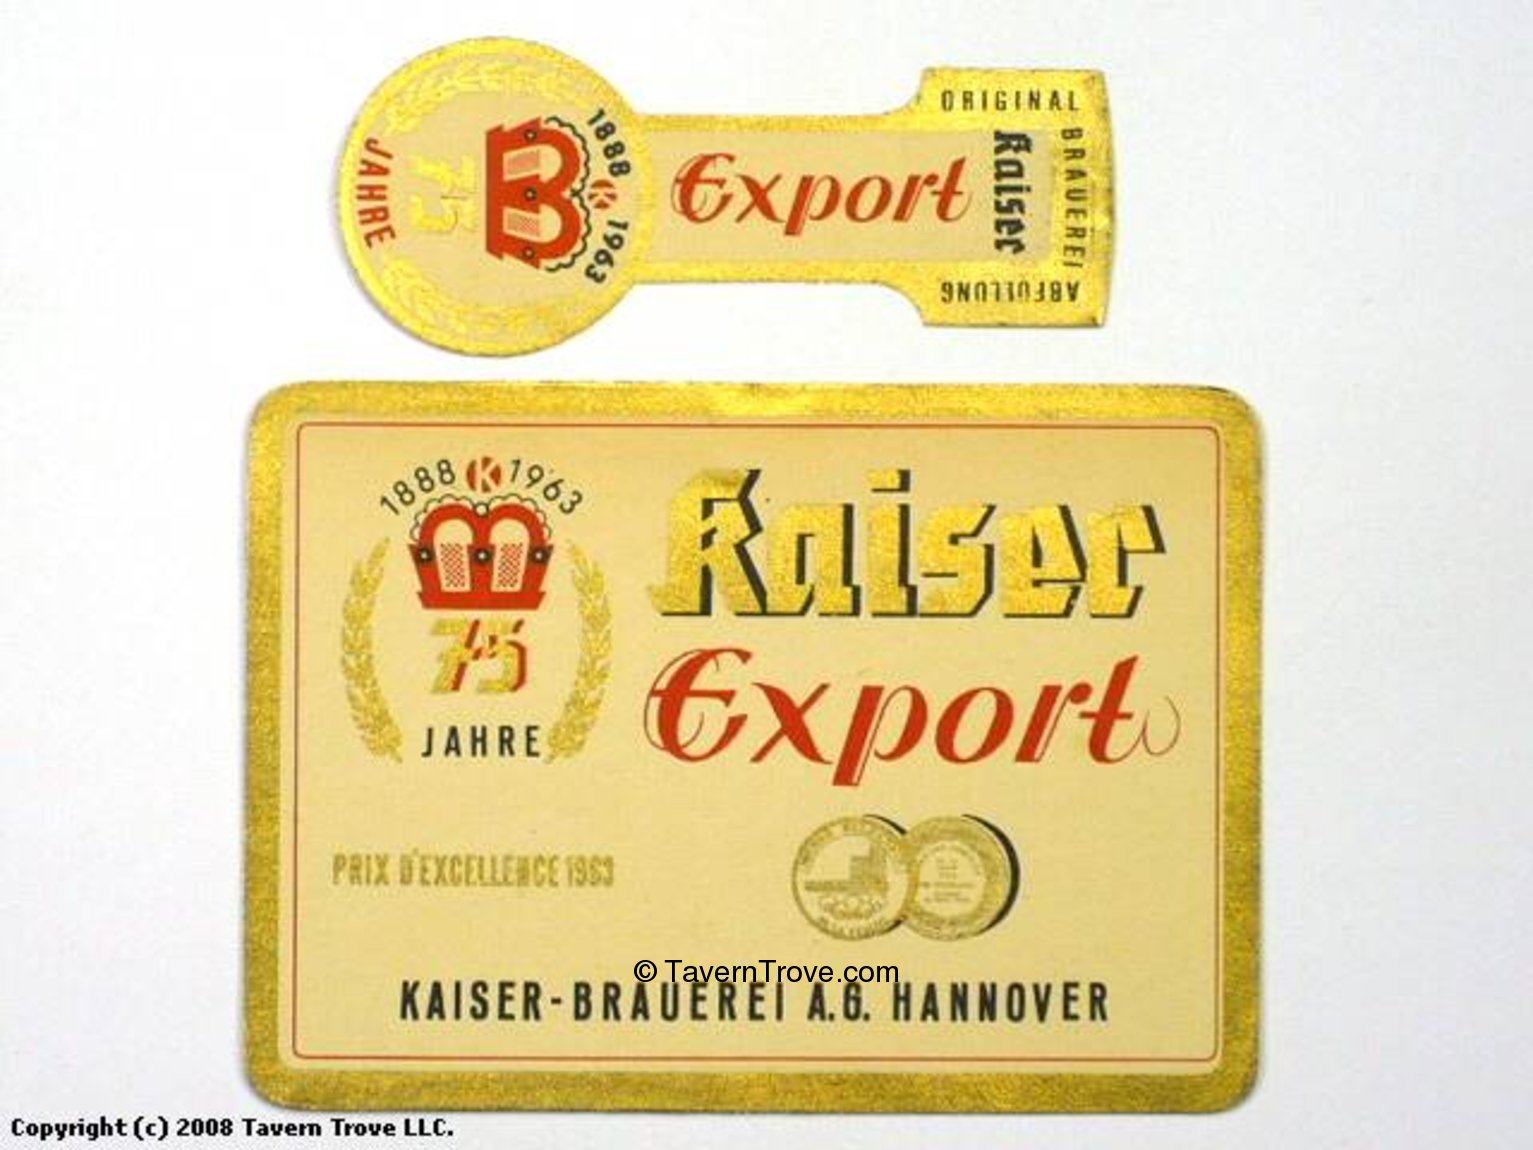 1888 K 1963
75
JAHRE
Export
Kaiser
ORIGINAL BRAUEREI ABFÜLLUNG
1888 K 1963
75
JAHRE
Kaiser
Export
PRIX D'EXCELLENCE 1963
© TavernTrove.com
KAISER-BRAUEREI A.G. HANNOVER
Copyright (c) 2008 Tavern Trove LLC.